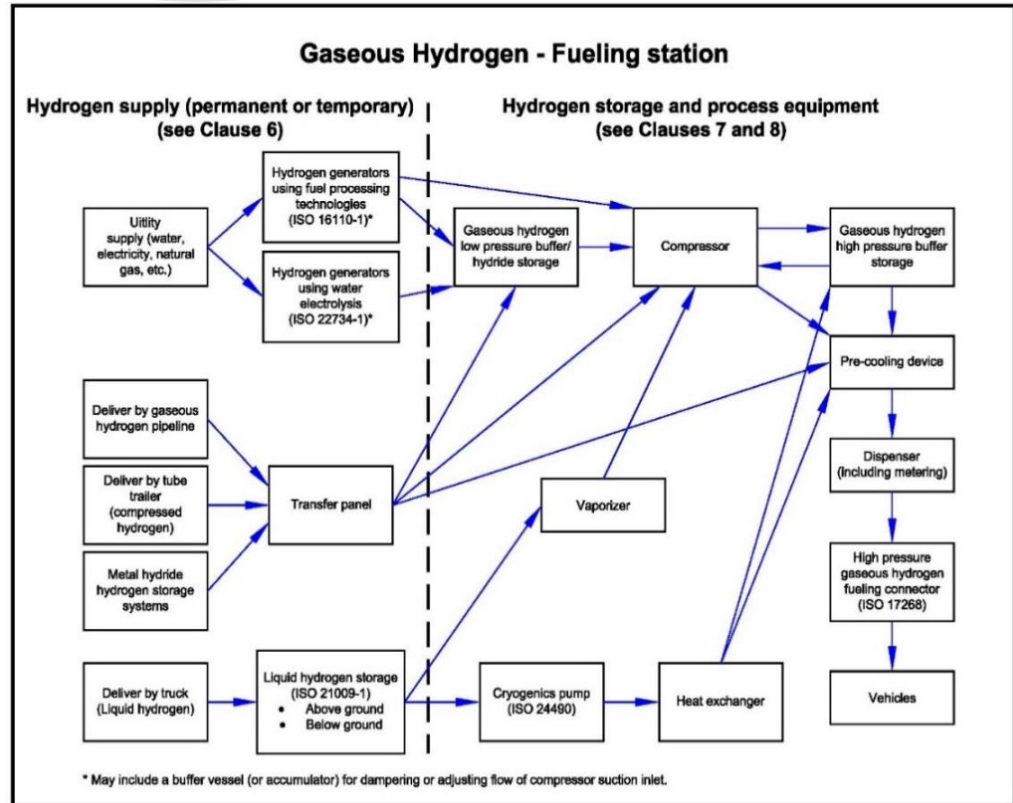 Gaseous Hydrogen - Fueling station
Hydrogen supply (permanent or temporary)
(see Clause 6)
Hydrogen storage and process equipment
(see Clauses 7 and 8)
Uitlity
supply (water,
electricity, natural
gas, etc.)
Hydrogen generators
using fuel processing
technologies
(ISO 16110-1)*
Hydrogen generators
using water
electrolysis
(ISO 22734-1)*
Gaseous hydrogen
low pressure buffer/
hydride storage
Compressor
Gaseous hydrogen
high pressure buffer
storage
Pre-cooling device
Deliver by gaseous
hydrogen pipeline
Deliver by tube
trailer
(compressed
hydrogen)
Metal hydride
hydrogen storage
systems
Transfer panel
Vaporizer
Dispenser
(including metering)
High pressure
gaseous hydrogen
fueling connector
(ISO 17268)
Deliver by truck
(Liquid hydrogen)
Liquid hydrogen storage
(ISO 21009-1)
• Above ground
• Below ground
Cryogenics pump
(ISO 24490)
Heat exchanger
Vehicles
* May include a buffer vessel (or accumulator) for dampering or adjusting flow of compressor suction inlet.